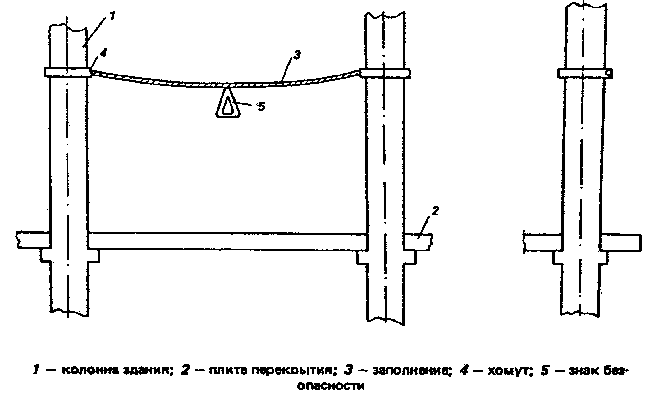 1
4
3
5
2
1 — колонна здания; 2 — плита перекрытия; 3 — заполнение; 4 — хомут; 5 — знак без-
опасности